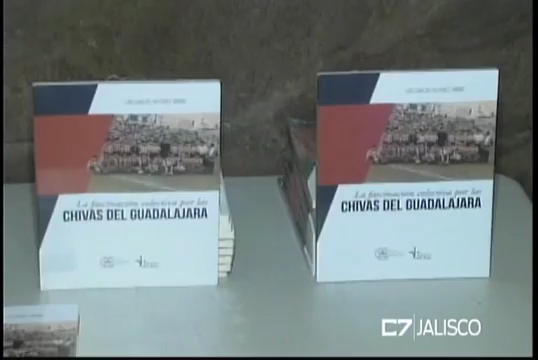 La fascinación colectiva por las
CHIVAS DEL GUADALAJARA
La fascinación colectiva por las
CHIVAS DEL GUADALAJARA
C7 JALISCO